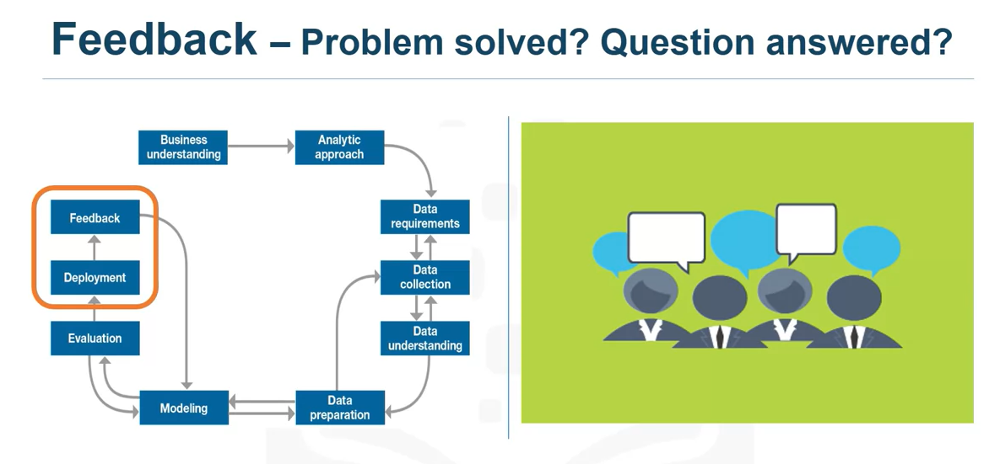 Feedback – Problem solved? Question answered?
Business
understanding
Analytic
approach
Feedback
Data
requirements
Deployment
Data
collection
Evaluation
Data
understanding
Modeling
Data
preparation